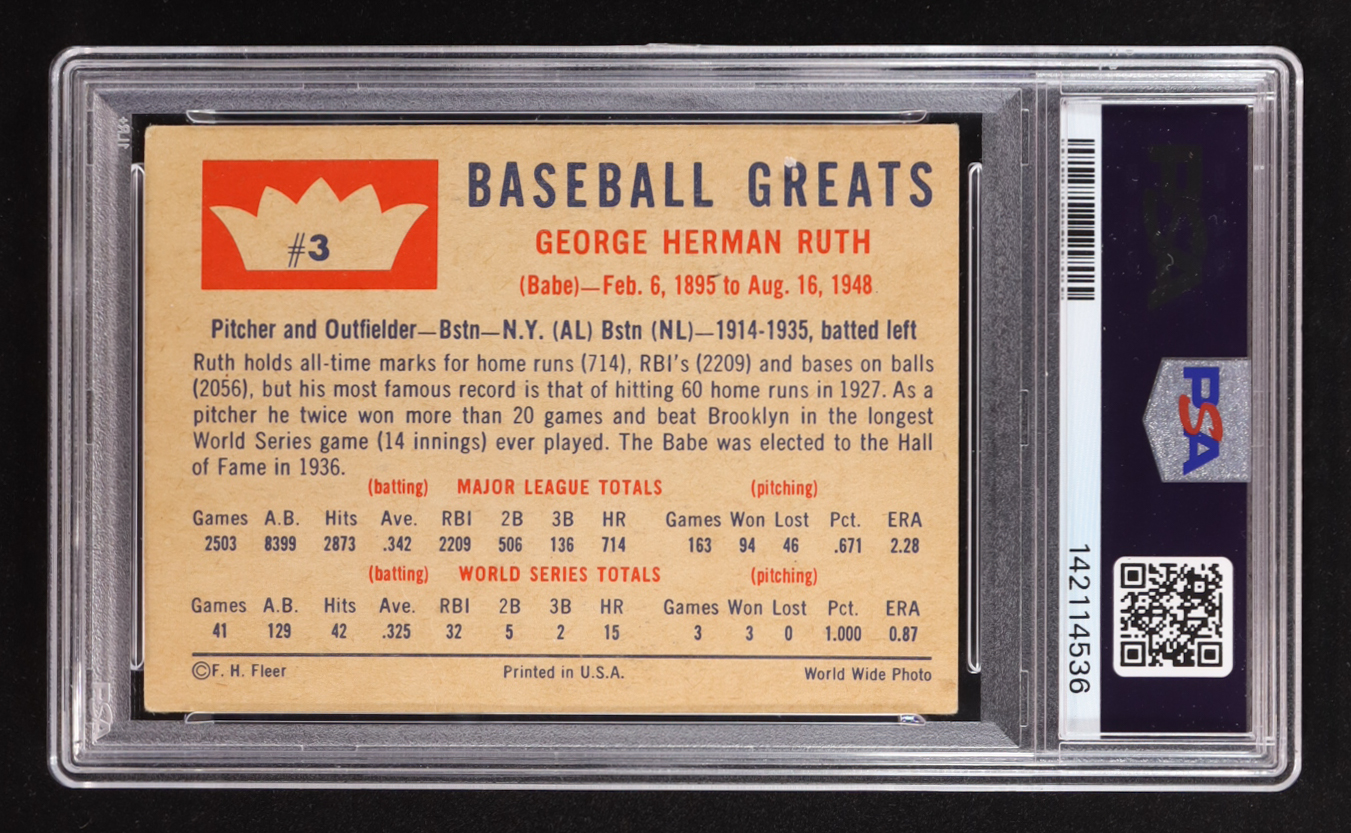 #3
BASEBALL GREATS
GEORGE HERMAN RUTH
(Babe)—Feb. 6, 1895 to Aug. 16, 1948
Pitcher and Outfielder—Bstn—N.Y. (AL) Bstn (NL)—1914-1935, batted left
Ruth holds all-time marks for home runs (714), RBI's (2209) and bases on balls
(2056), but his most famous record is that of hitting 60 home runs in 1927. As a
pitcher he twice won more than 20 games and beat Brooklyn in the longest
World Series game (14 innings) ever played. The Babe was elected to the Hall
of Fame in 1936.
(batting) MAJOR LEAGUE TOTALS (pitching)
Games A.B. Hits Ave. RBI 2B 3B HR Games Won Lost Pct. ERA
2503 8399 2873 .342 2209 506 136 714 163 94 46 .671 2.28
(batting) WORLD SERIES TOTALS (pitching)
Games A.B. Hits Ave. RBI 2B 3B HR Games Won Lost Pct. ERA
41 129 42 .325 32 5 2 15 3 3 0 1.000 0.87
©F. H. Fleer Printed in U.S.A. World Wide Photo
PSA
142114536
PSA